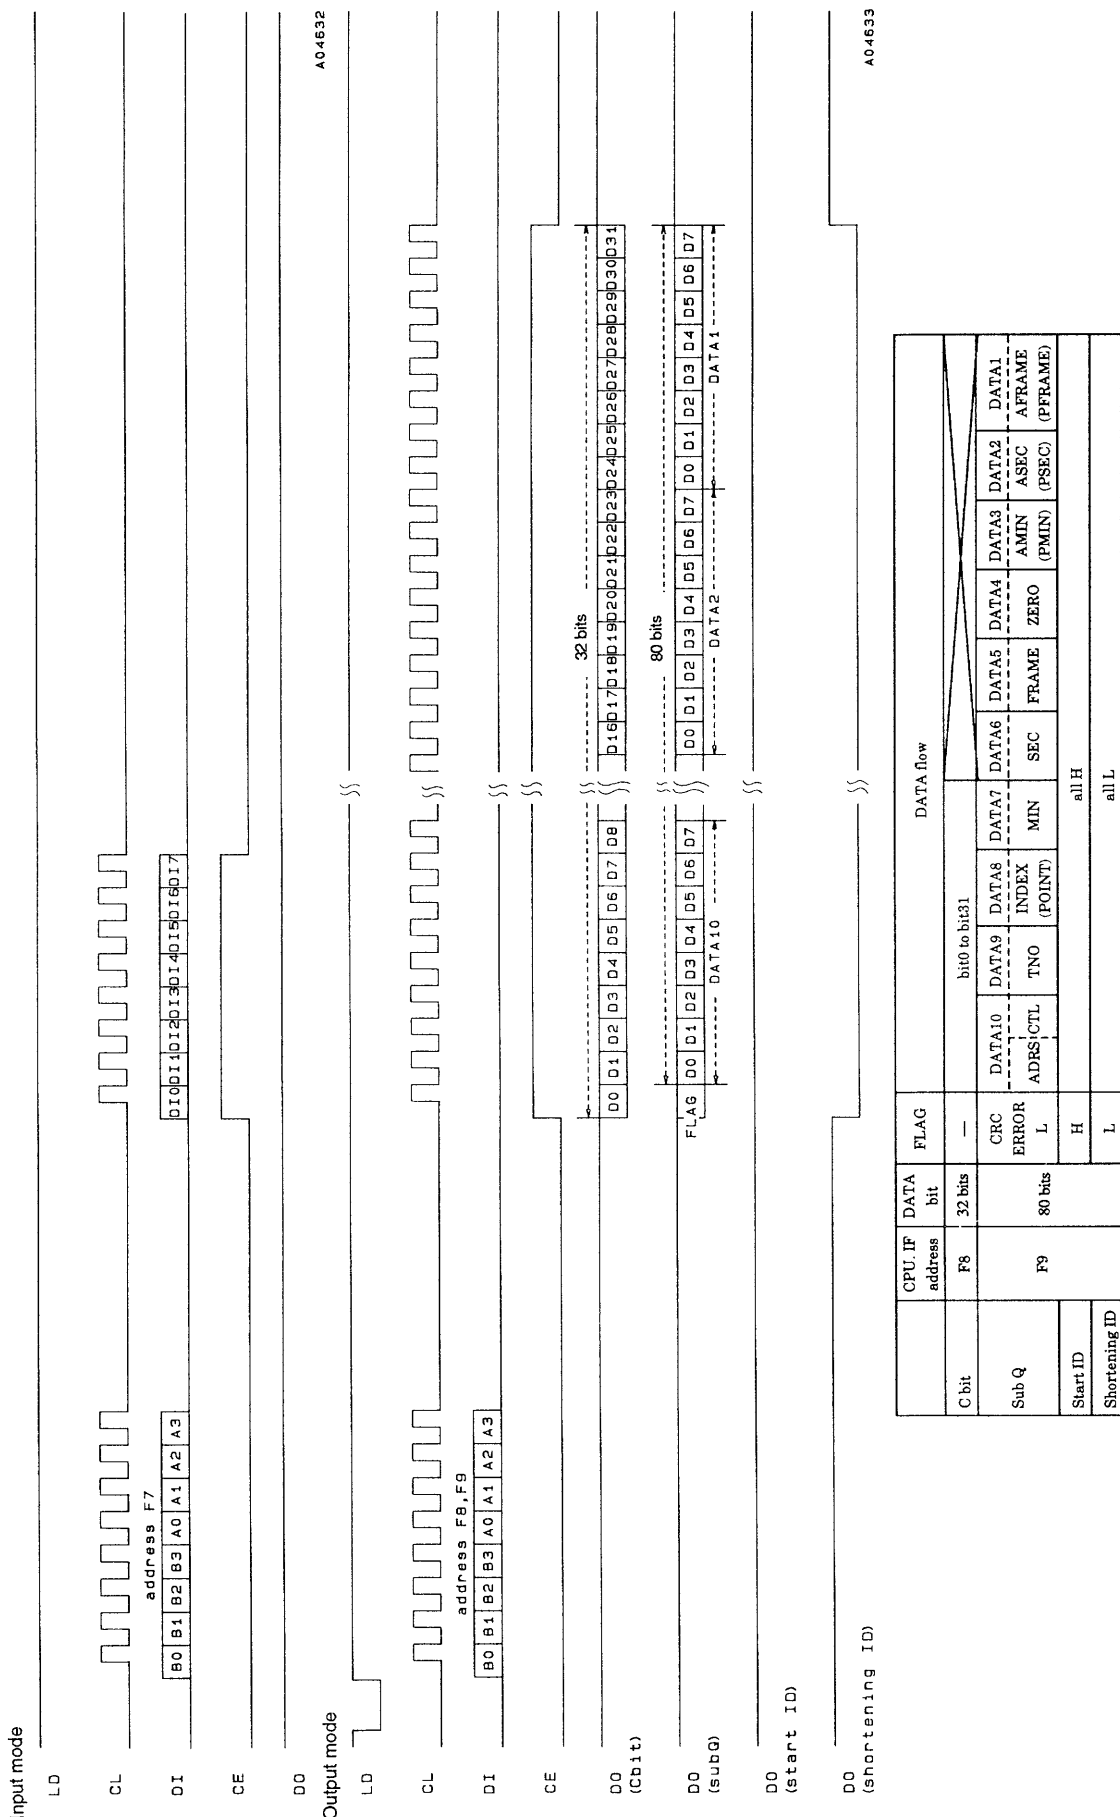 Input mode
LD
CL
address F7
DI
B0 B1 B2 B3 A0 A1 A2 A3
DI0 DI1 DI2 DI3 DI4 DI5 DI6 DI7
CE
DO
A04632
Output mode
LD
CL
address F8,F9
DI
B0 B1 B2 B3 A0 A1 A2 A3
CE
32 bits
DO
(Cbit)
D0 D1 D2 D3 D4 D5 D6 D7 D8
D16 D17 D18 D19 D20 D21 D22 D23 D24 D25 D26 D27 D28 D29 D30 D31
80 bits
DO
(subQ)
FLAG D0 D1 D2 D3 D4 D5 D6 D7
D0 D1 D2 D3 D4 D5 D6 D7 D0 D1 D2 D3 D4 D5 D6 D7
DATA10 DATA2 DATA1
DO
(start ID)
DO
(shortening ID)
A04633
CPU. IF address DATA bit FLAG DATA flow
C bit F8 32 bits — bit0 to bit31
Sub Q F9 80 bits CRC ERROR L
DATA10 DATA9 DATA8 DATA7 DATA6 DATA5 DATA4 DATA3 DATA2 DATA1
ADRS CTL TNO INDEX (POINT) MIN SEC FRAME ZERO AMIN (PMIN) ASEC (PSEC) AFRAME (PFRAME)
Start ID H all H
Shortening ID L all L